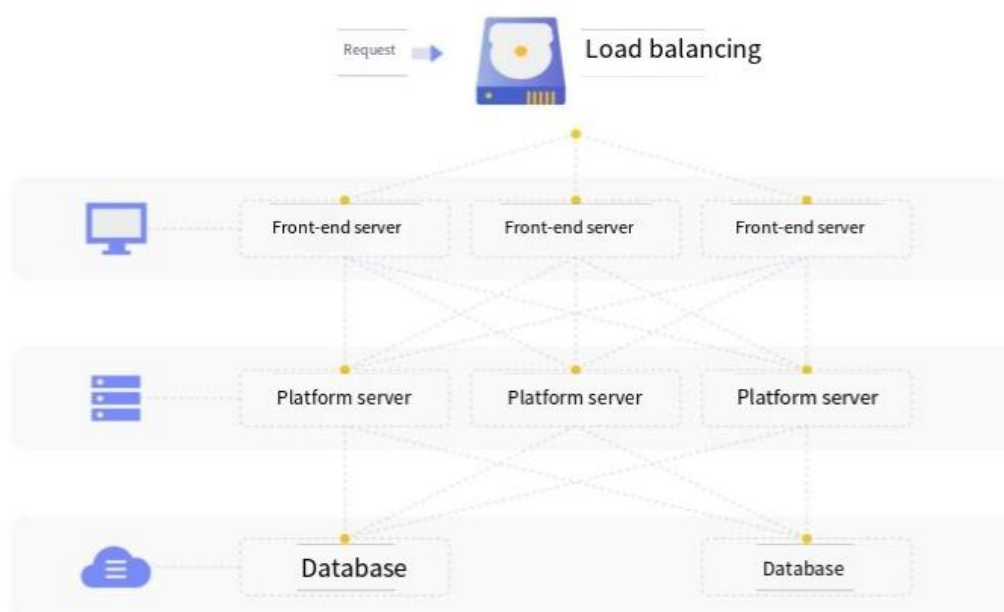 Request
Load balancing
Front-end server
Front-end server
Front-end server
Platform server
Platform server
Platform server
Database
Database